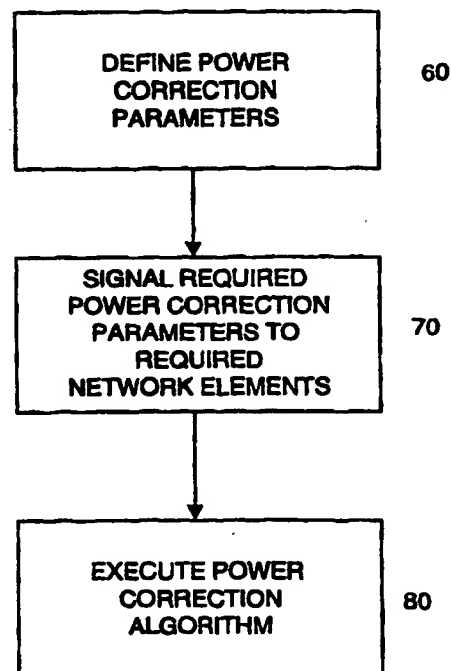 DEFINE POWER
CORRECTION
PARAMETERS
60
SIGNAL REQUIRED
POWER CORRECTION
PARAMETERS TO
REQUIRED
NETWORK ELEMENTS
70
EXECUTE POWER
CORRECTION
ALGORITHM
80